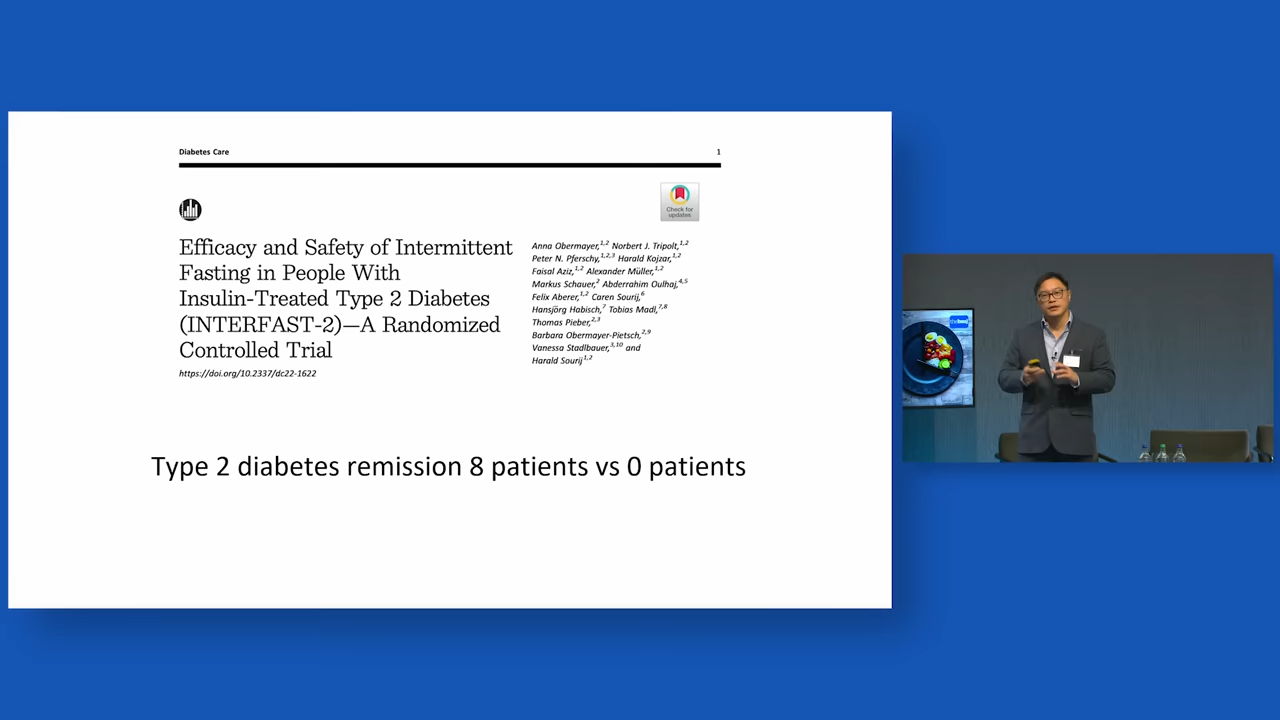 Diabetes Care
1
Check for
updates
Efficacy and Safety of Intermittent
Fasting in People With
Insulin-Treated Type 2 Diabetes
(INTERFAST-2)—A Randomized
Controlled Trial
https://doi.org/10.2337/dc22-1622
Anna Obermayer,1,2 Norbert J. Tripolt,1,2
Peter N. Pferschy,1,2,3 Harald Kojzar,1,2
Faisal Aziz,1,2 Alexander Müller,1,2
Markus Schauer,2 Abderrahim Oulhaj,4,5
Felix Aberer,1,2 Caren Sourij,6
Hansjörg Habisch,7 Tobias Madl,7,8
Thomas Pieber,2,3
Barbara Obermayer-Pietsch,2,9
Vanessa Stadlbauer,3,10 and
Harald Sourij1,2
Type 2 diabetes remission 8 patients vs 0 patients